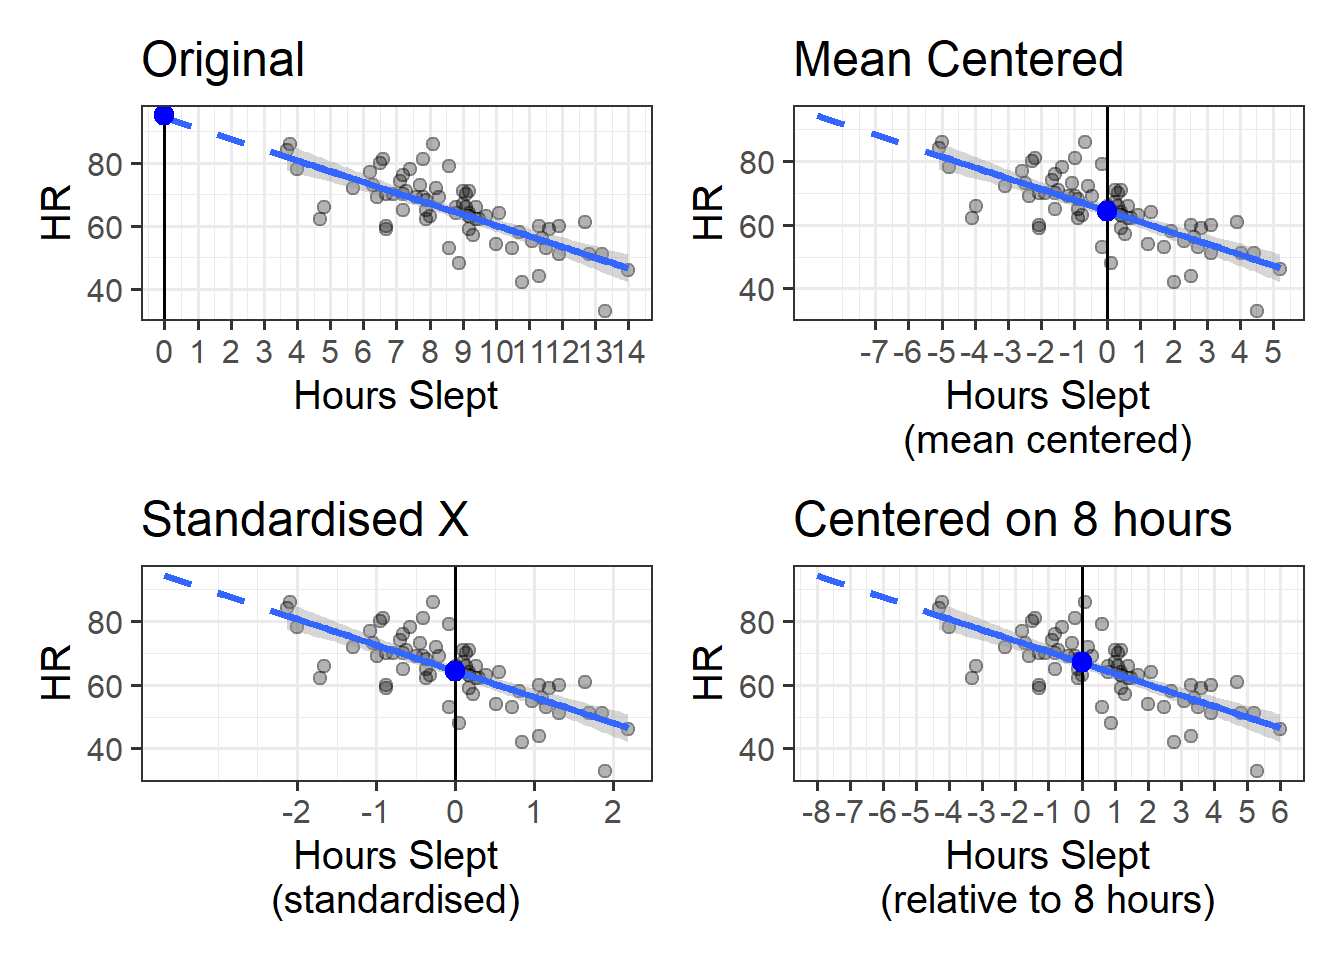 Original
HR
80
60
40
0 1 2 3 4 5 6 7 8 9 10 11 12 13 14
Hours Slept
Mean Centered
HR
80
60
40
-7 -6 -5 -4 -3 -2 -1 0 1 2 3 4 5
Hours Slept
(mean centered)
Standardised X
HR
80
60
40
-2 -1 0 1 2
Hours Slept
(standardised)
Centered on 8 hours
HR
80
60
40
-8 -7 -6 -5 -4 -3 -2 -1 0 1 2 3 4 5 6
Hours Slept
(relative to 8 hours)